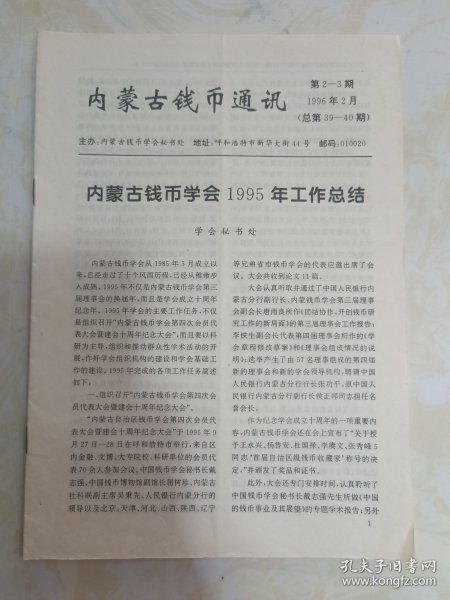 内蒙古钱币通讯
第2—3期
1996年2月
(总第39—40期)
主办:内蒙古钱币学会秘书处 地址:呼和浩特市新华大街44号 邮码:010020
内蒙古钱币学会1995年工作总结
学会秘书处
内蒙古钱币学会从1985年5月成立以
来,已经走过了十个风雨历程,已经从稚嫩步
入成熟。1995年不仅是内蒙古钱币学会第三
届理事会的换届年,而且是学会成立十周年
纪念年。1995年学会的主要工作任务,不仅
是组织召开“内蒙古钱币学会第四次会员代
表大会暨建会十周年纪念大会”,而且要以科
研为主导,组织和推动群众性学术活动的开
展,作好学会组织机构的建设和学会基础工
作的建设。1995年完成的各项工作任务简述
如下:
一、组织召开“内蒙古钱币学会第四次会
员代表大会暨建会十周年纪念大会”。
“内蒙古自治区钱币学会第四次会员代
表大会暨建会十周年纪念大会”于1995年9
月27日—28日在呼和浩特市举行,来自区
内金融、文博、大专院校、科研单位的会员代
表70余人参加会议。中国钱币学会秘书长戴
志强、中国钱币博物馆副馆长周树珍、内蒙古
社科联副主席吴秉先、人民银行内蒙分行的
领导以及北京、天津、河北、山西、陕西、辽宁
等兄弟省市钱币学会的代表应邀出席了会
议。大会共收到论文11篇。
大会认真听取并通过了中国人民银行内
蒙古分行副行长、内蒙钱币学会第三届理事
会副会长唐雨良所作《团结协作,开创钱币研
究工作的新局面》的第三届理事会工作报告;
李侠生副会长代表第四届理事会所作的《学
会章程修改草案》和《理事会组成情况的说
明》;选举产生了由57名理事组成的第四届
新的理事会和新的学会领导机构,聘请中国
人民银行内蒙古分行行长张功平、原中国人
民银行内蒙古分行副行长侯正邦同志担任名
誉会长。
作为纪念学会成立十周年的一项重要内
容,内蒙古钱币学会还在会上宣布了“关于授
予王永兴、杨鲁安、杜国禄、李庚文、张秀峰5
同志‘首届自治区级钱币收藏家’称号的决
定,”并颁发了奖品和证书。
此外,大会还专门安排时间,认真聆听了
中国钱币学会秘书长戴志强先生所做《中国
的钱币事业及其展望》的专题学术报告;另外
1
孔夫子旧书网
www.kongfz.com